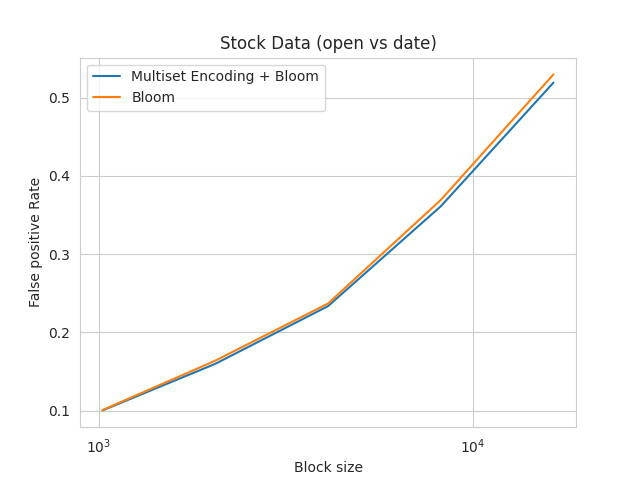 Stock Data (open vs date)
Multiset Encoding + Bloom
Bloom
False positive Rate
0.5
0.4
0.3
0.2
0.1
10³
10⁴
Block size